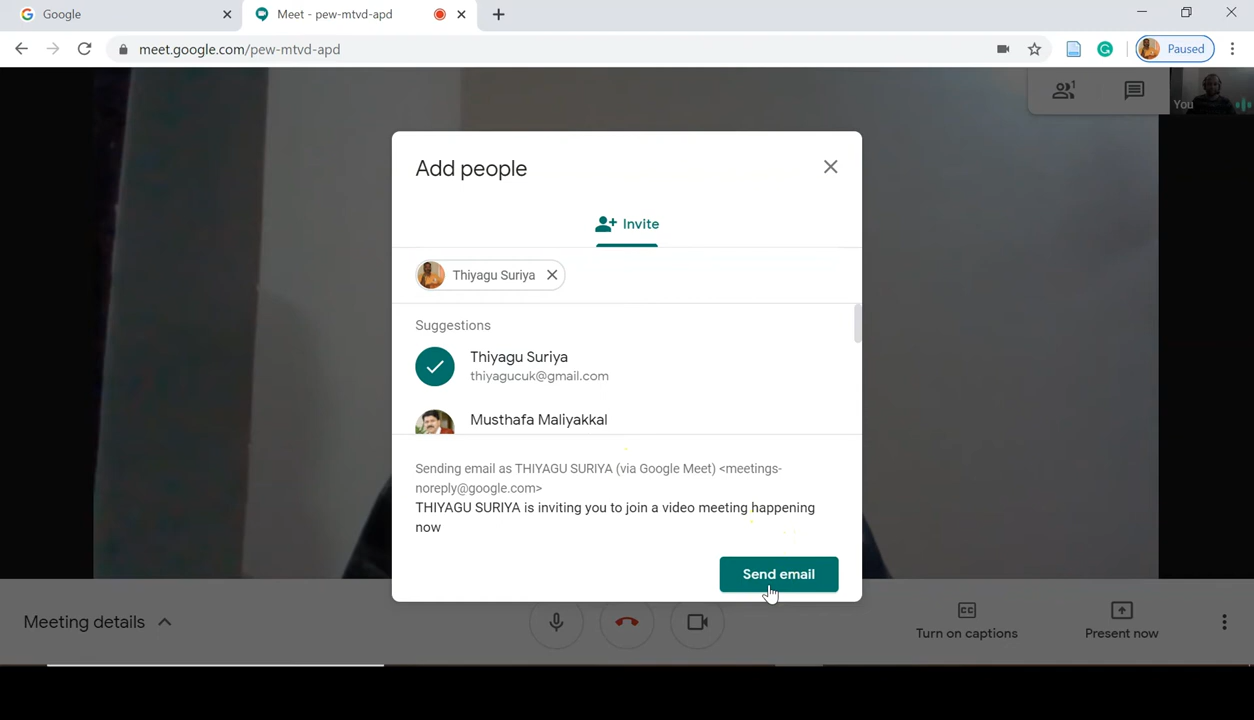 Google
Meet - pew-mtvd-apd
meet.google.com/pew-mtvd-apd
Paused
1
You
Add people
Invite
Thiyagu Suriya
Suggestions
Thiyagu Suriya
thiyagucuk@gmail.com
Musthafa Maliyakkal
Sending email as THIYAGU SURIYA (via Google Meet) <meetings-
noreply@google.com>
THIYAGU SURIYA is inviting you to join a video meeting happening
now
Send email
Meeting details
CC
Turn on captions
Present now